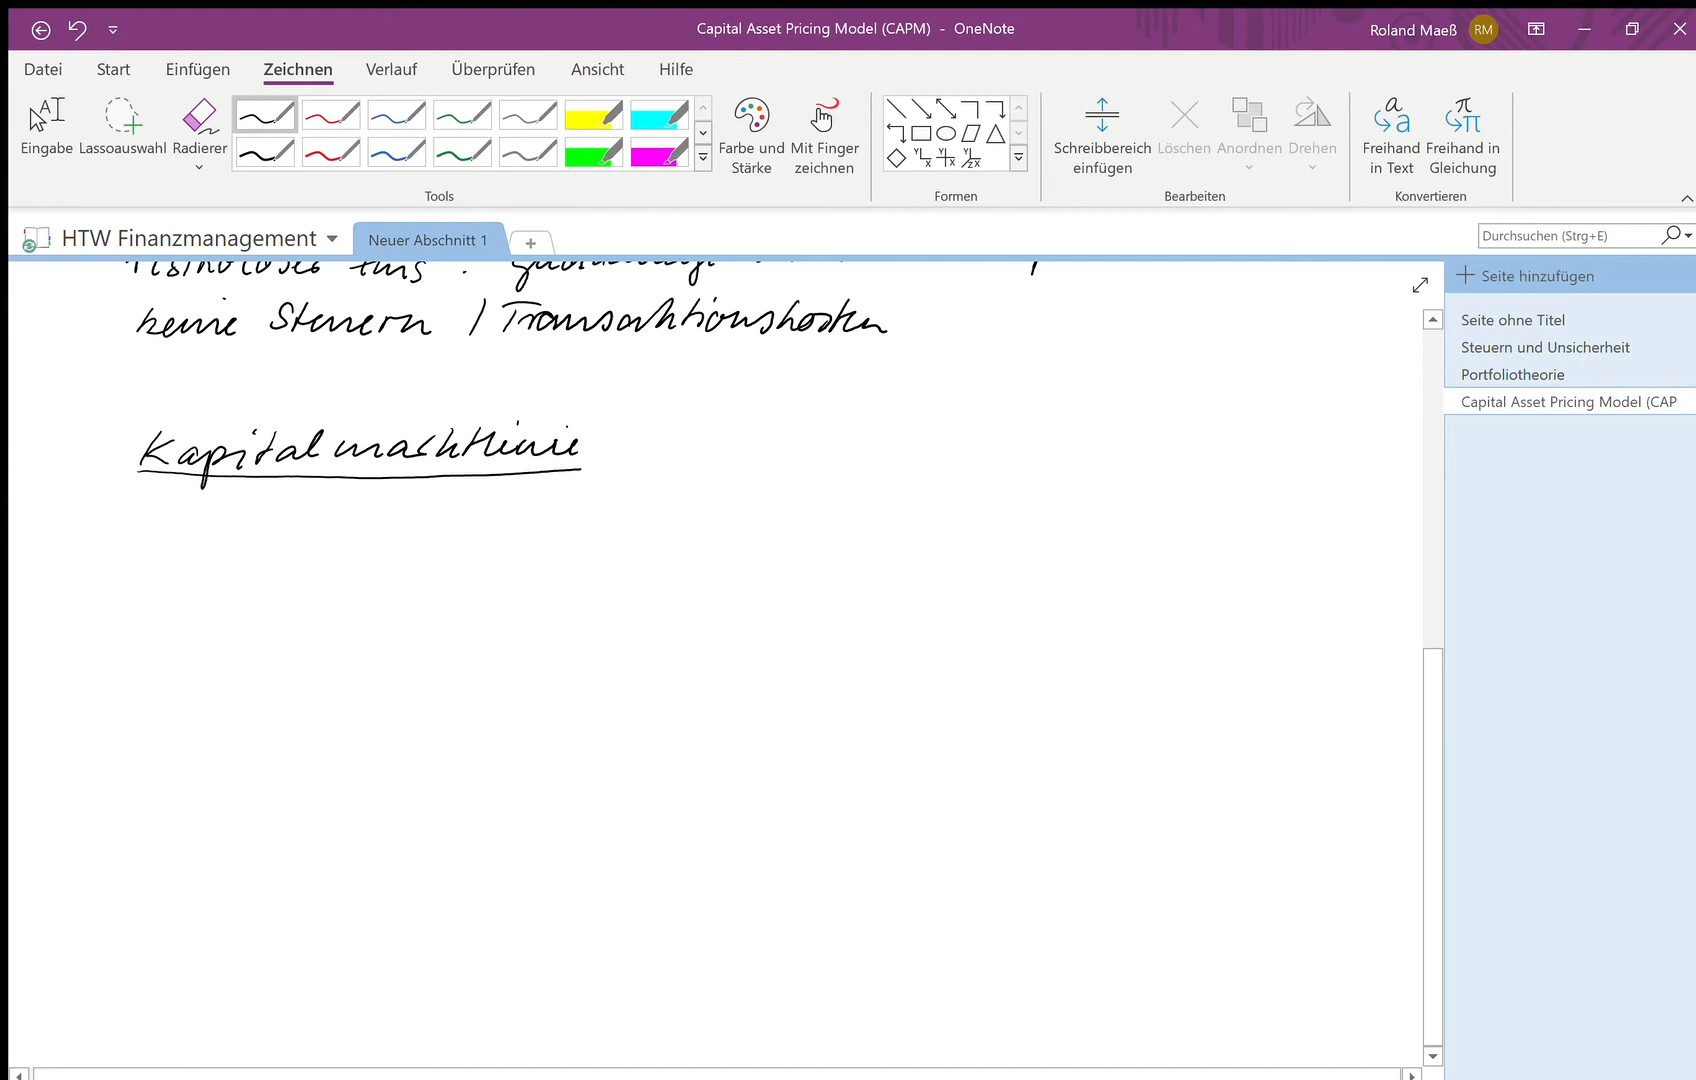 Capital Asset Pricing Model (CAPM) - OneNote
Roland Maeß RM
Datei Start Einfügen Zeichnen Verlauf Überprüfen Ansicht Hilfe
Eingabe Lassoauswahl Radierer Farbe und Stärke Mit Finger zeichnen Schreibbereich einfügen Löschen Anordnen Drehen Freihand in Text Freihand in Gleichung
Tools Formen Bearbeiten Konvertieren
HTW Finanzmanagement Neuer Abschnitt 1
Durchsuchen (Strg+E)
Seite hinzufügen
Seite ohne Titel
Steuern und Unsicherheit
Portfoliotheorie
Capital Asset Pricing Model (CAP
risikoloses
keine Steuern / Transaktionskosten
Kapitalmarktlinie